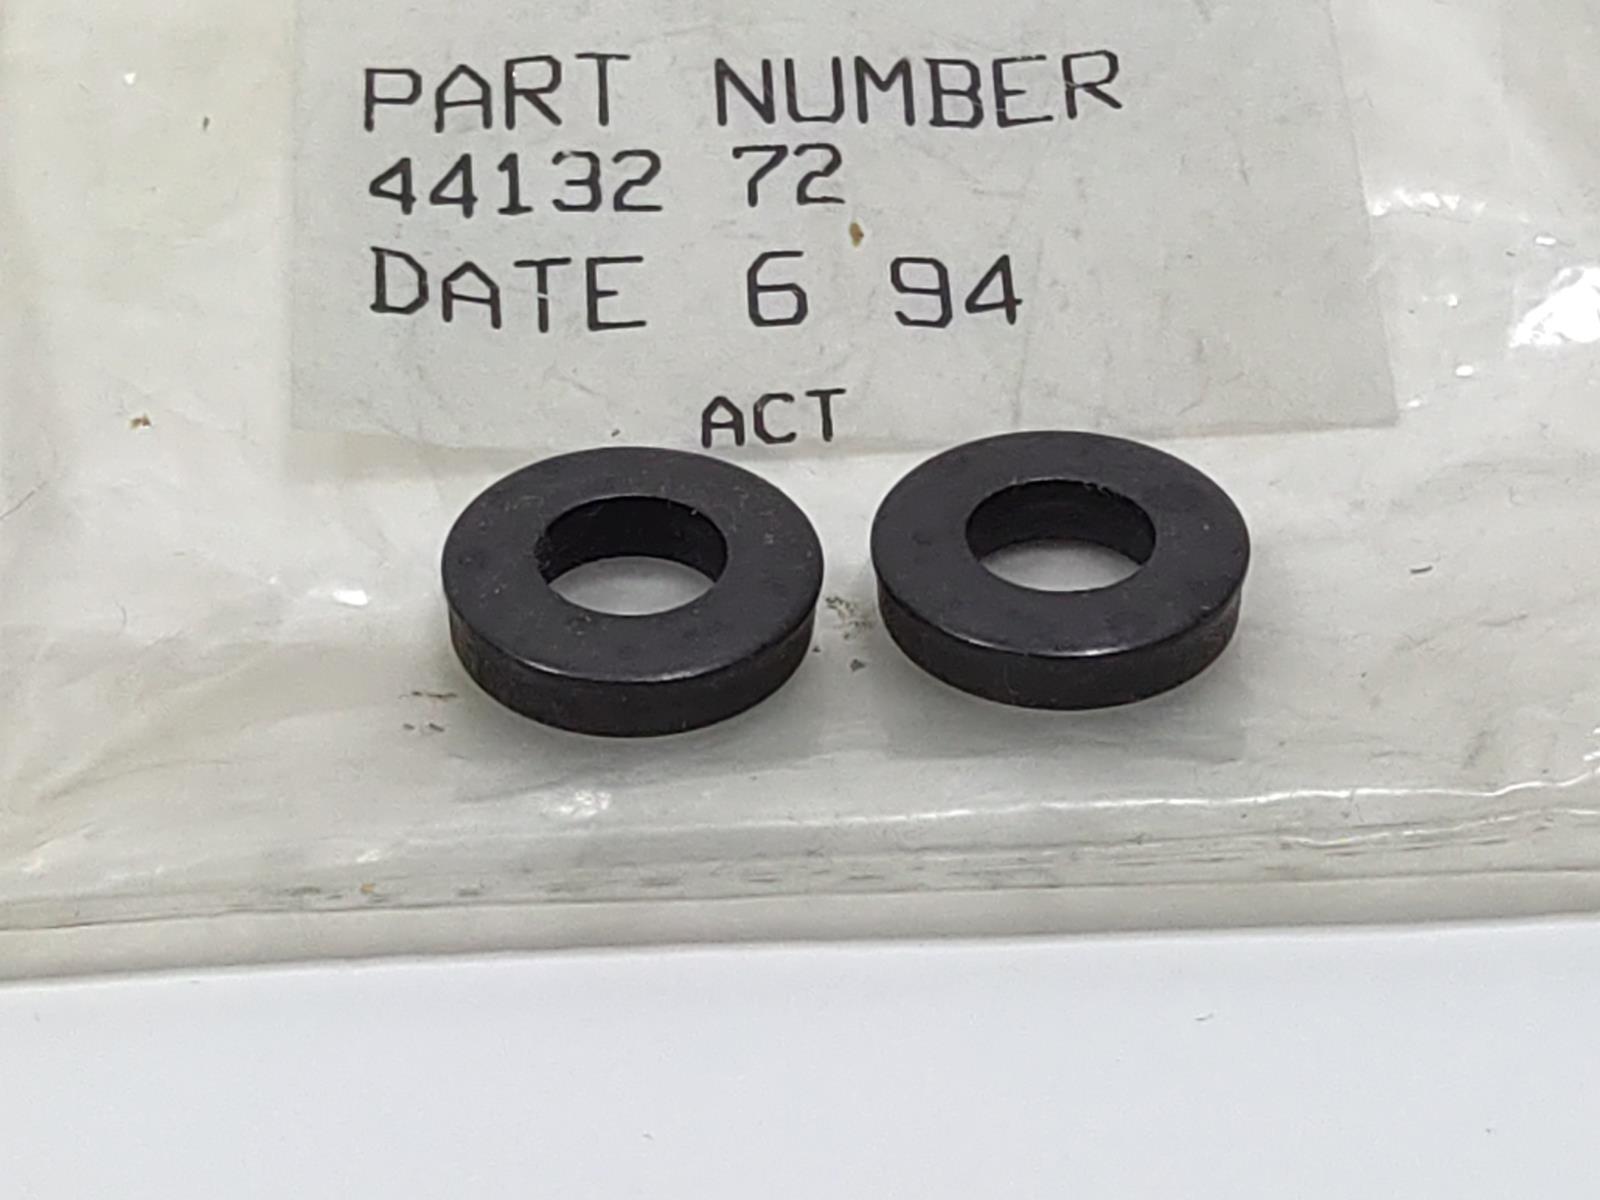 PART NUMBER
44132 72
DATE 6 94
ACT